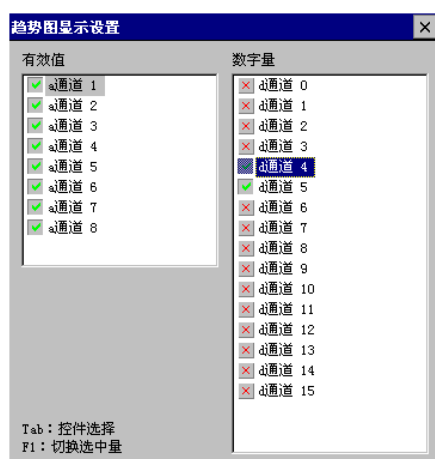 趋势图显示设置
有效值
a通道 1
a通道 2
a通道 3
a通道 4
a通道 5
a通道 6
a通道 7
a通道 8
数字量
d通道 0
d通道 1
d通道 2
d通道 3
d通道 4
d通道 5
d通道 6
d通道 7
d通道 8
d通道 9
d通道 10
d通道 11
d通道 12
d通道 13
d通道 14
d通道 15
Tab：控件选择
F1：切换选中量